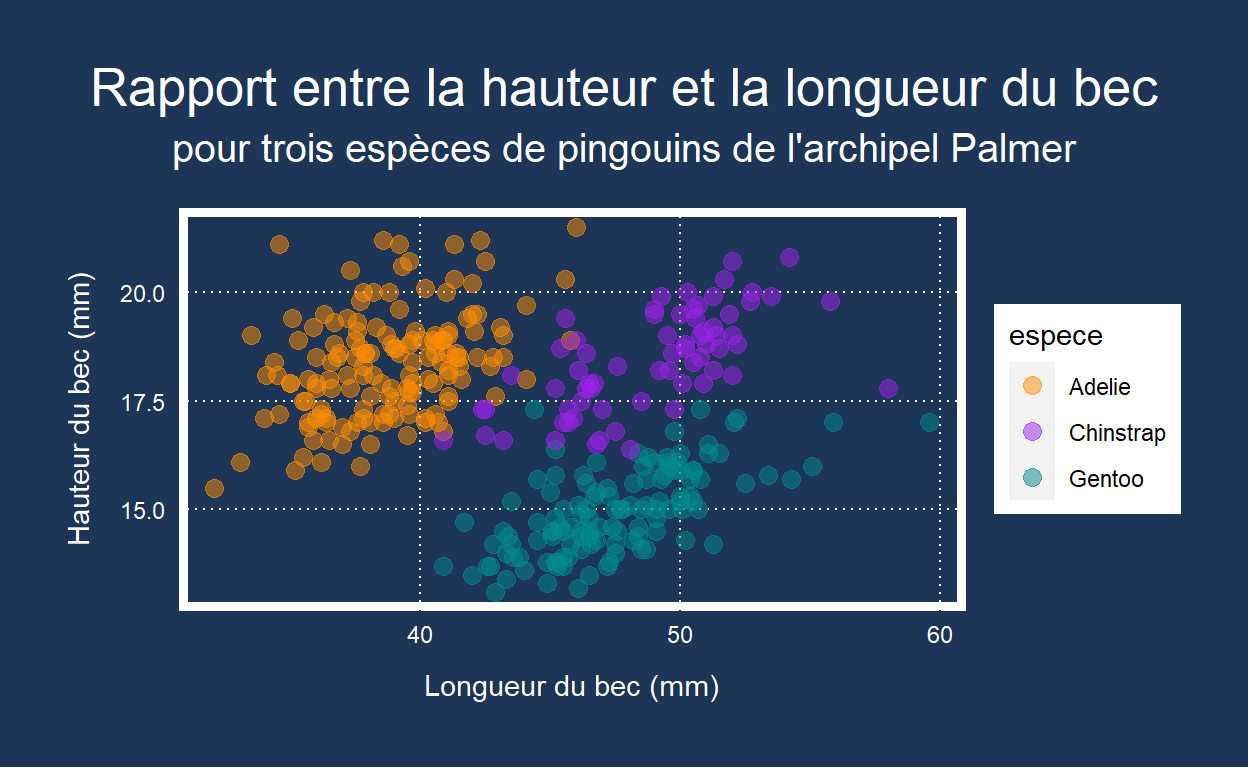 Rapport entre la hauteur et la longueur du bec
pour trois espèces de pingouins de l'archipel Palmer
Hauteur du bec (mm)
20.0
17.5
15.0
40
50
60
Longueur du bec (mm)
espece
Adelie
Chinstrap
Gentoo